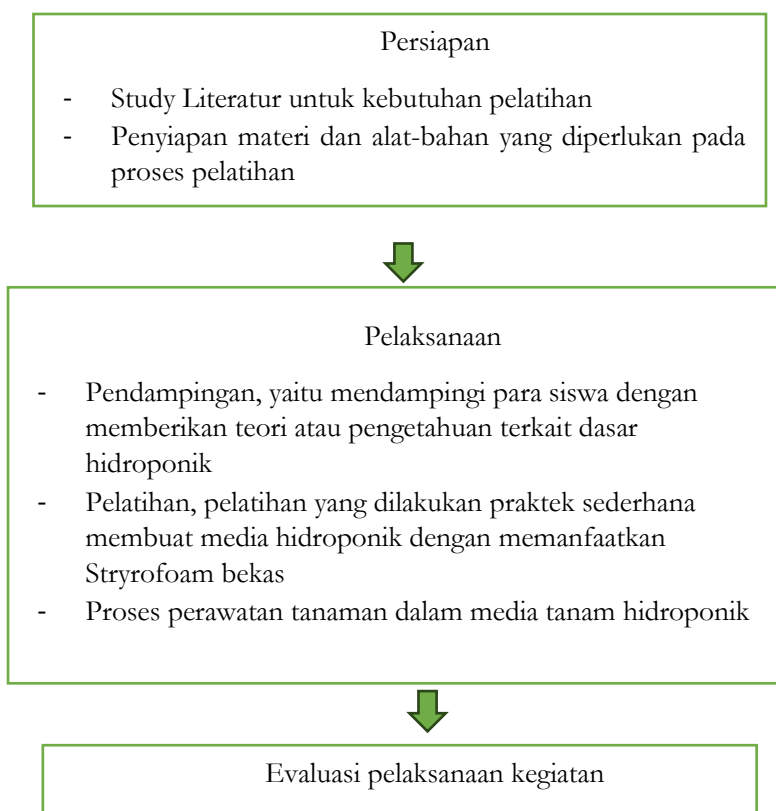 Persiapan
- Study Literatur untuk kebutuhan pelatihan
- Penyiapan materi dan alat-bahan yang diperlukan pada
proses pelatihan
Pelaksanaan
- Pendampingan, yaitu mendampingi para siswa dengan
memberikan teori atau pengetahuan terkait dasar
hidroponik
- Pelatihan, pelatihan yang dilakukan praktek sederhana
membuat media hidroponik dengan memanfaatkan
Stryrofoam bekas
- Proses perawatan tanaman dalam media tanam hidroponik
Evaluasi pelaksanaan kegiatan